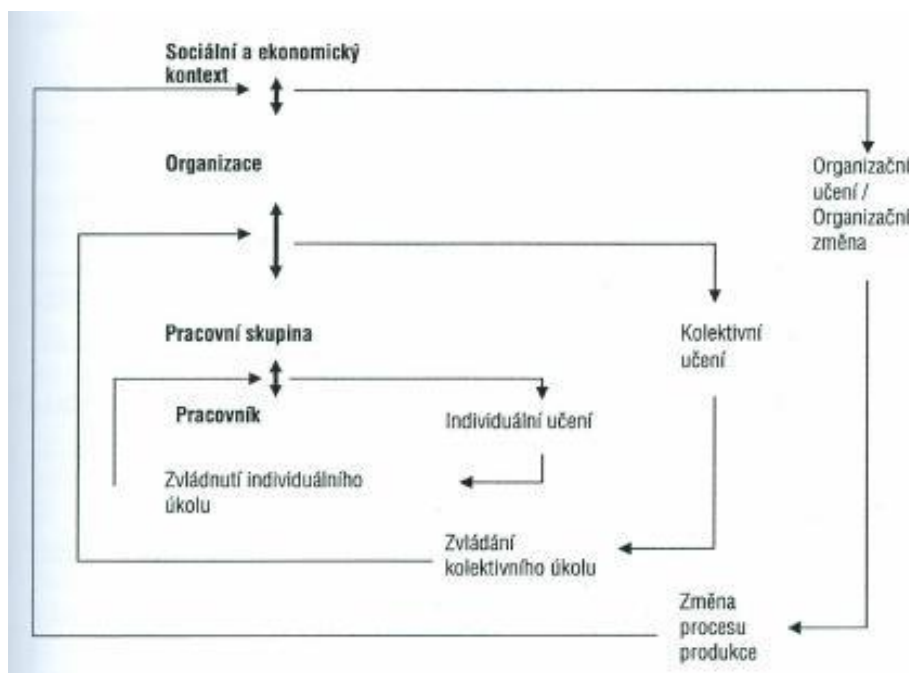 Sociální a ekonomický
kontext
Organizace
Organizační
učení /
Organizační
změna
Pracovní skupina
Kolektivní
učení
Pracovník
Individuální učení
Zvládnutí individuálního
úkolu
Zvládání
kolektivního úkolu
Změna
procesu
produkce